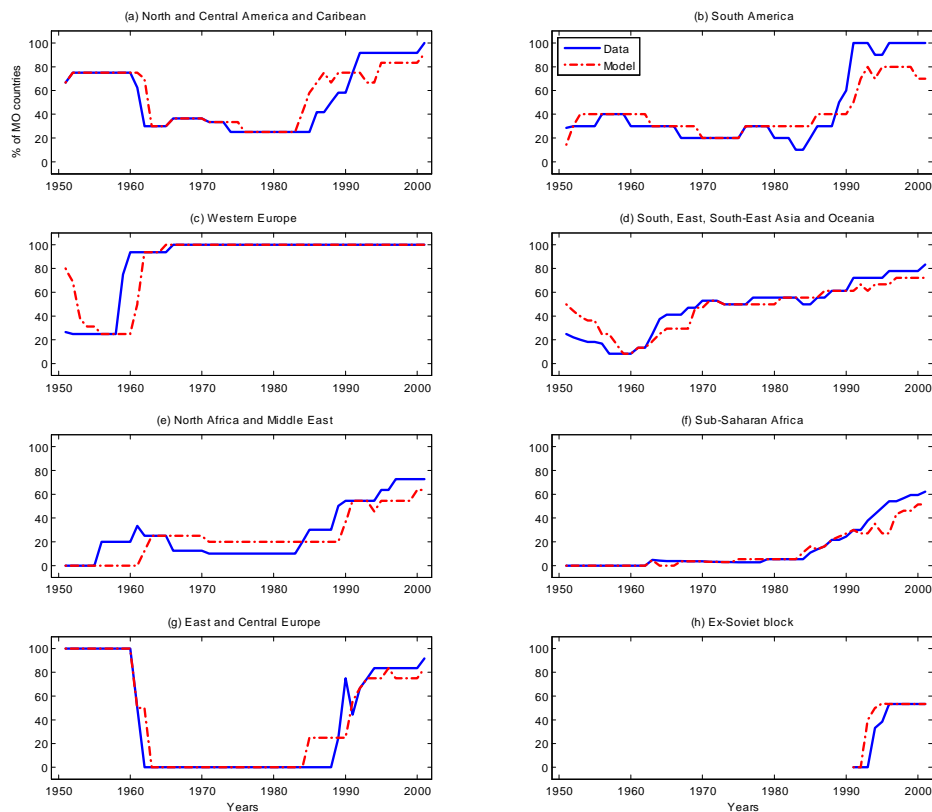 (a) North and Central America and Caribean
(b) South America
% of MO countries
100
80
60
40
20
0
1950 1960 1970 1980 1990 2000
Data
Model
100
80
60
40
20
0
1950 1960 1970 1980 1990 2000
(c) Western Europe
(d) South, East, South-East Asia and Oceania
100
80
60
40
20
0
1950 1960 1970 1980 1990 2000
100
80
60
40
20
0
1950 1960 1970 1980 1990 2000
(e) North Africa and Middle East
(f) Sub-Saharan Africa
100
80
60
40
20
0
1950 1960 1970 1980 1990 2000
100
80
60
40
20
0
1950 1960 1970 1980 1990 2000
(g) East and Central Europe
(h) Ex-Soviet block
100
80
60
40
20
0
1950 1960 1970 1980 1990 2000
Years
100
80
60
40
20
0
1950 1960 1970 1980 1990 2000
Years